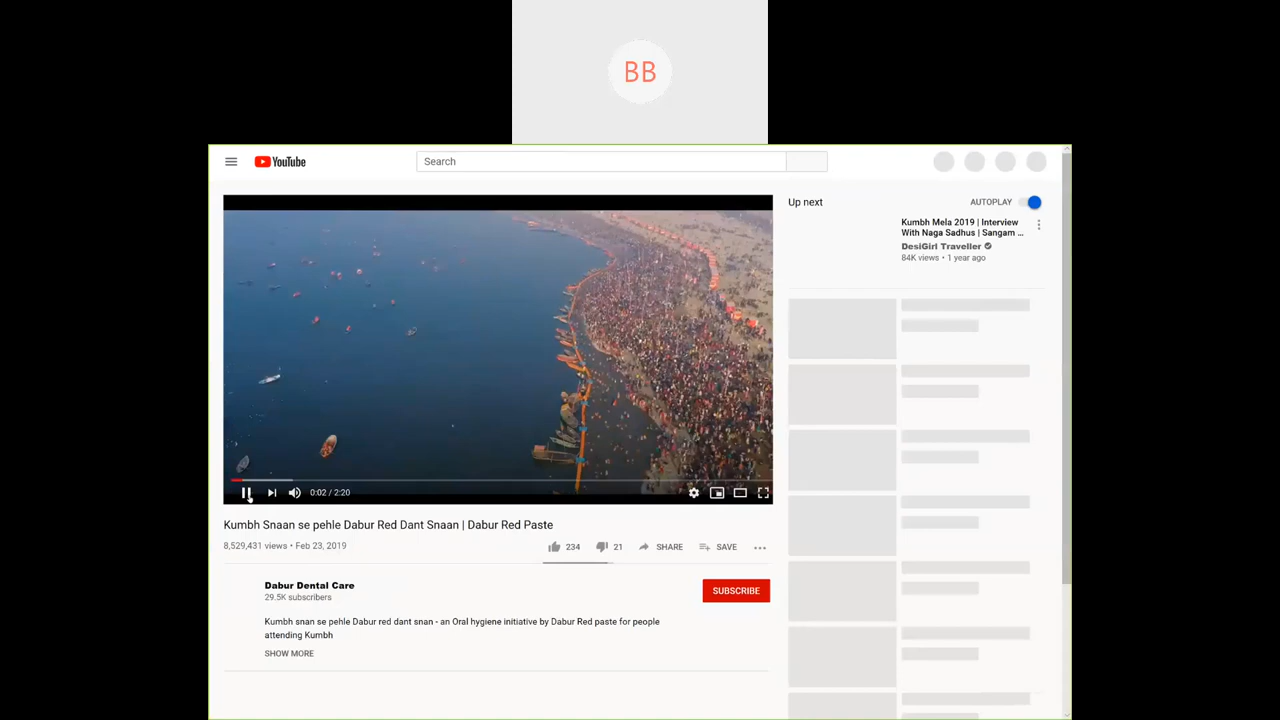 BB
YouTube
Search
Up next
AUTOPLAY
Kumbh Mela 2019 | Interview
With Naga Sadhus | Sangam ...
DesiGirl Traveller
84K views • 1 year ago
0:02 / 2:20
Kumbh Snaan se pehle Dabur Red Dant Snaan | Dabur Red Paste
8,529,431 views • Feb 23, 2019
234
21
SHARE
SAVE
Dabur Dental Care
29.5K subscribers
SUBSCRIBE
Kumbh snan se pehle Dabur red dant snan - an Oral hygiene initiative by Dabur Red paste for people
attending Kumbh
SHOW MORE